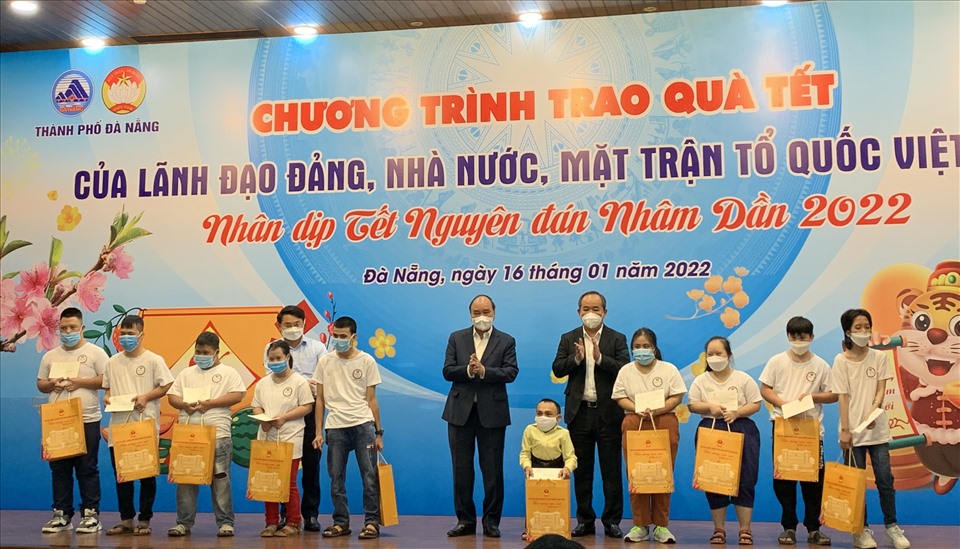 THÀNH PHỐ ĐÀ NẴNG
CHƯƠNG TRÌNH TRAO QUÀ TẾT
CỦA LÃNH ĐẠO ĐẢNG, NHÀ NƯỚC, MẶT TRẬN TỔ QUỐC VIỆT
Nhân dịp Tết Nguyên đán Nhâm Dần 2022
Đà Nẵng, ngày 16 tháng 01 năm 2022